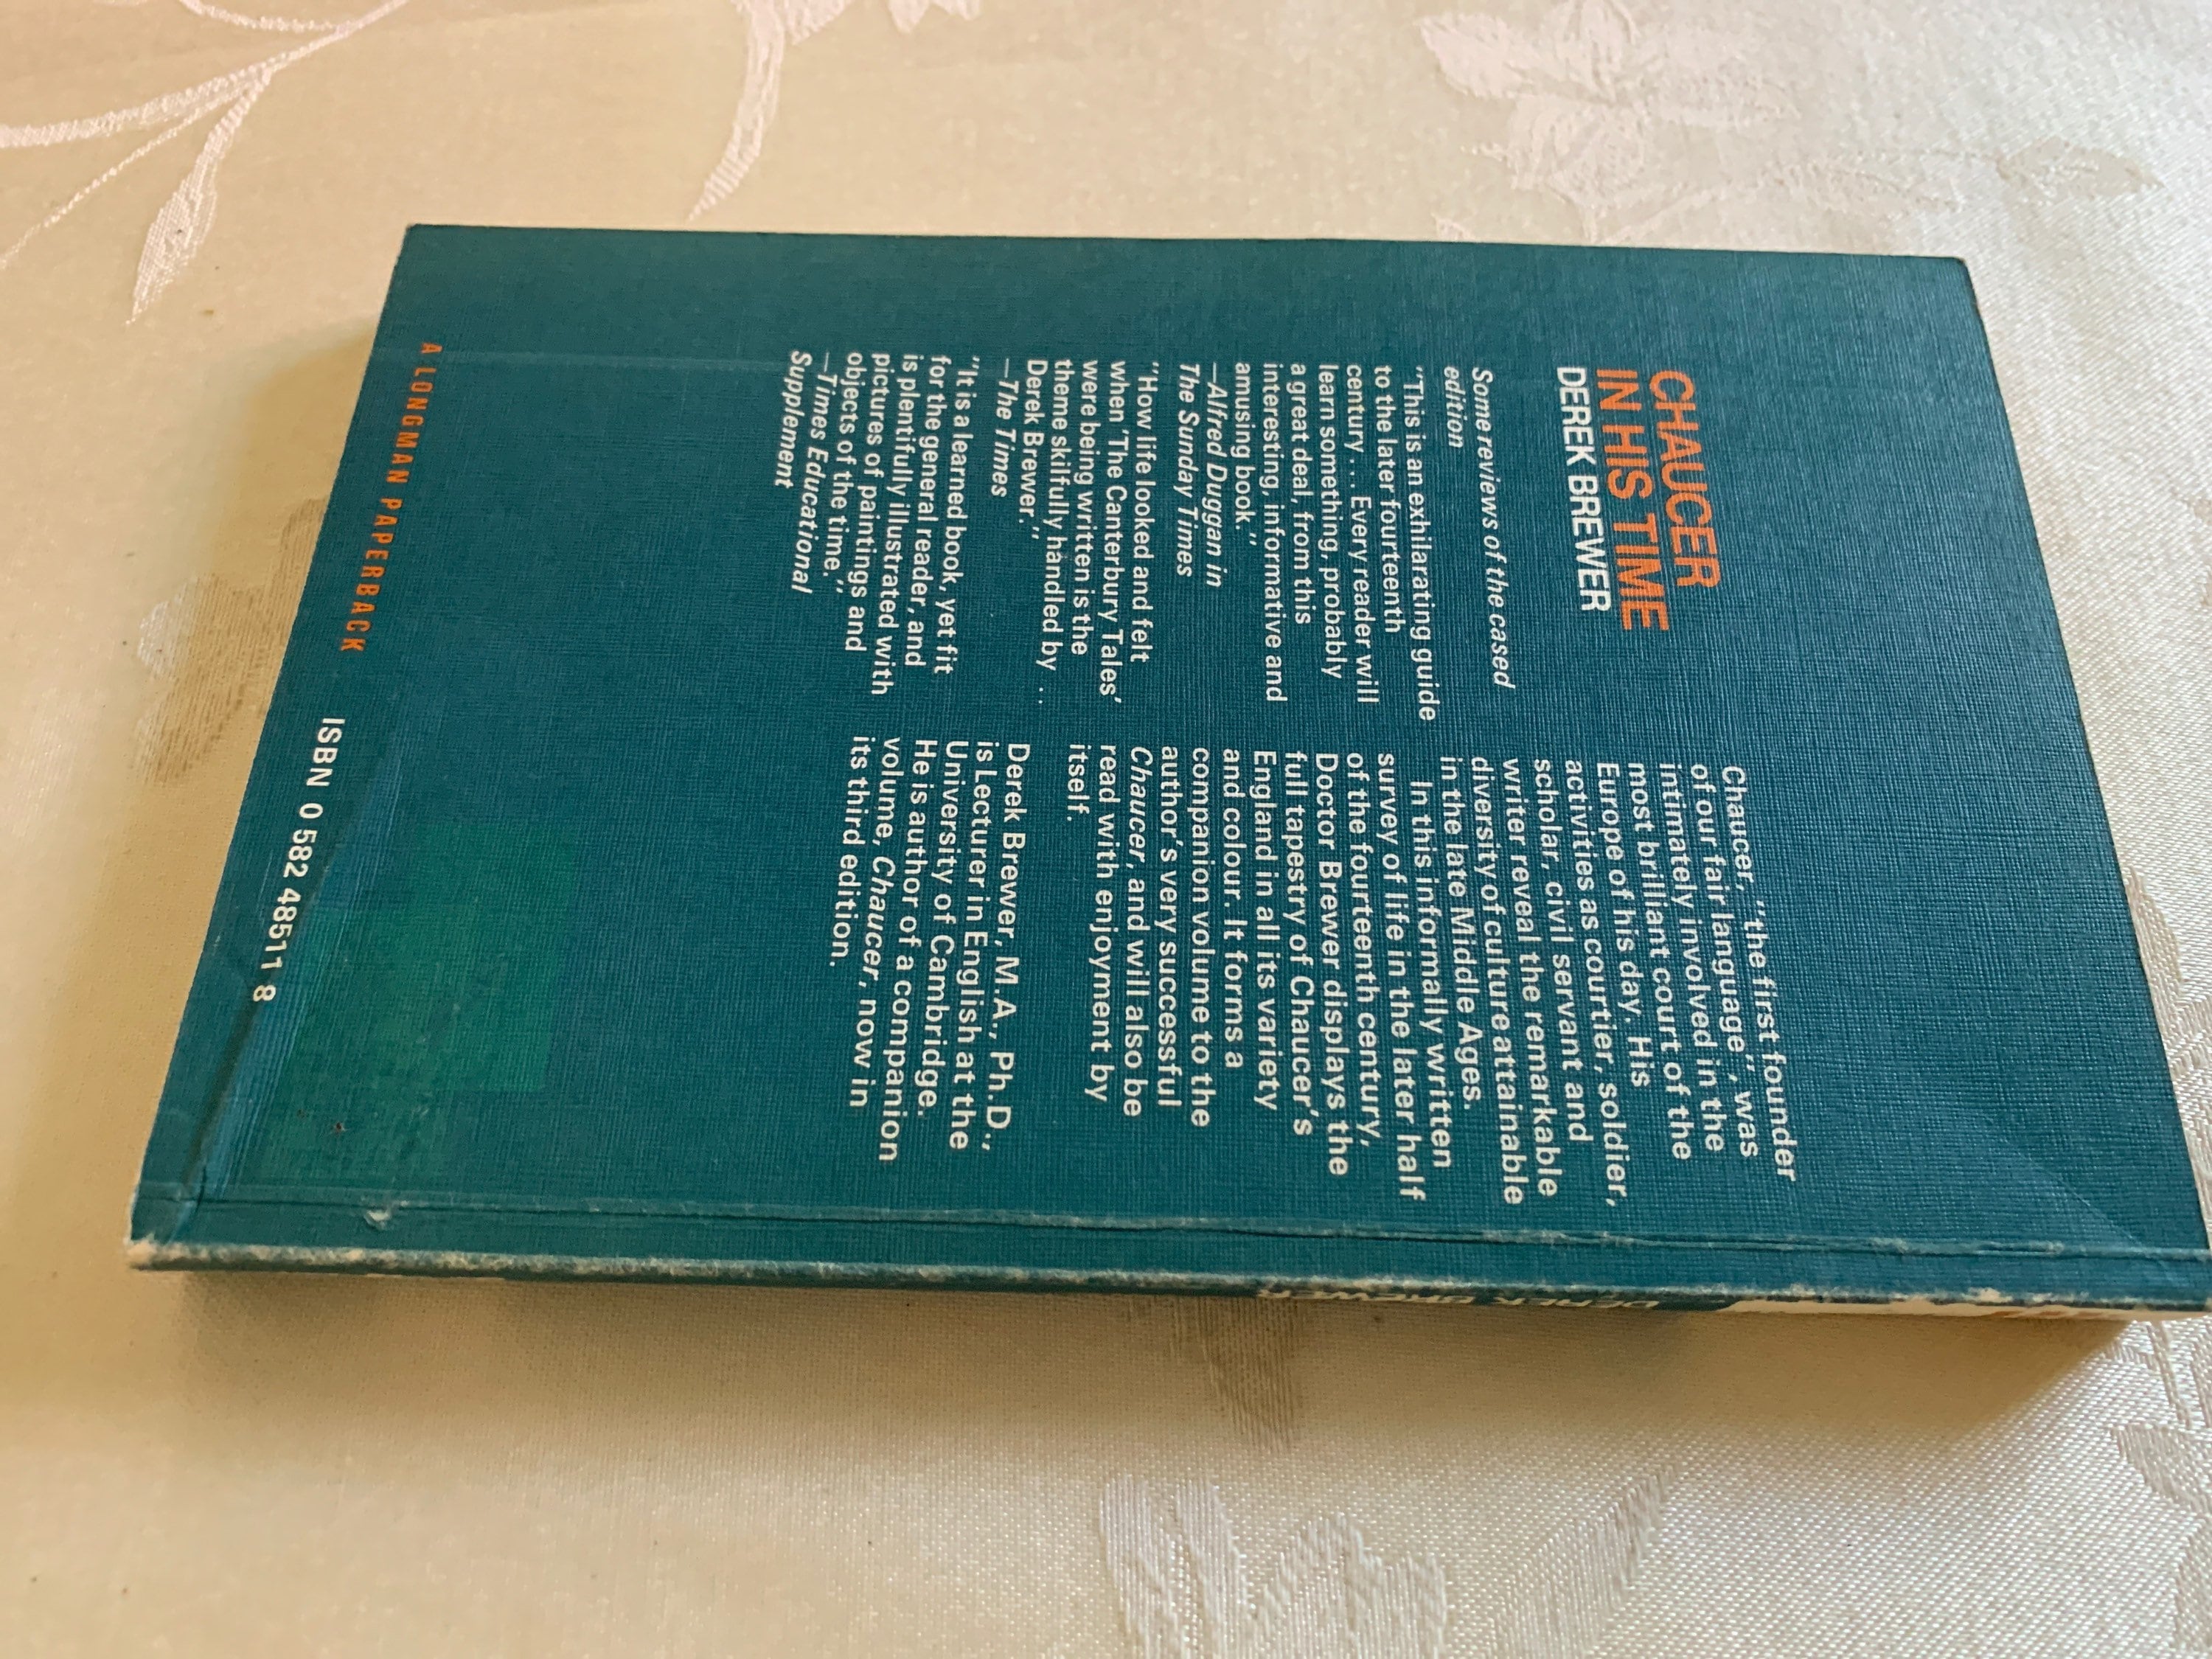 CHAUCER
IN HIS TIME
DEREK BREWER
Some reviews of the cased
edition
"This is an exhilarating guide
to the later fourteenth
century ... Every reader will
learn something, probably
a great deal, from this
interesting, informative and
amusing book."
—Alfred Duggan in
The Sunday Times
"How life looked and felt
when 'The Canterbury Tales'
were being written is the
theme skilfully handled by ...
Derek Brewer."
—The Times
"It is a learned book, yet fit
for the general reader, and
is plentifully illustrated with
pictures of paintings and
objects of the time."
—Times Educational
Supplement
Chaucer, "the first founder
of our fair language", was
intimately involved in the
most brilliant court of the
Europe of his day. His
activities as courtier, soldier,
scholar, civil servant and
writer reveal the remarkable
diversity of culture attainable
in the late Middle Ages.
In this informally written
survey of life in the later half
of the fourteenth century,
Doctor Brewer displays the
full tapestry of Chaucer's
England in all its variety
and colour. It forms a
companion volume to the
author's very successful
Chaucer, and will also be
read with enjoyment by
itself.
Derek Brewer, M.A., Ph.D.,
is Lecturer in English at the
University of Cambridge.
He is author of a companion
volume, Chaucer, now in
its third edition.
A LONGMAN PAPERBACK
ISBN 0 582 48511 8
DEREK BREWER